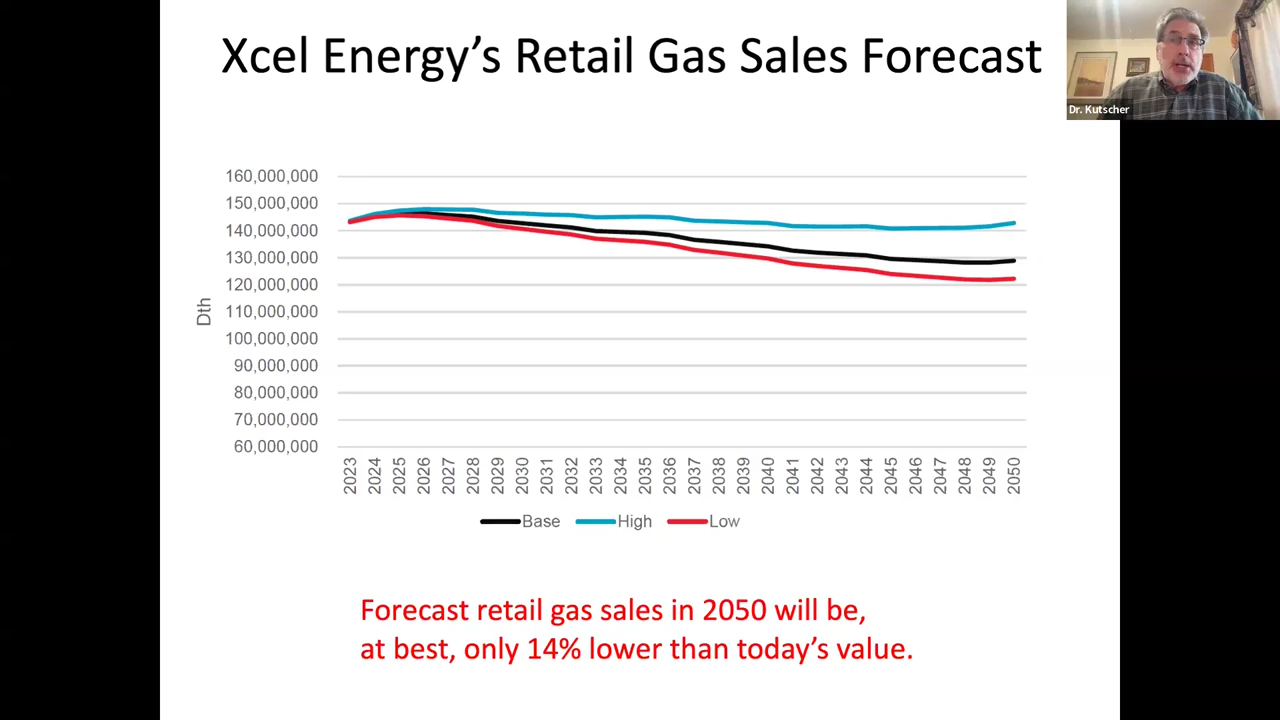 Xcel Energy's Retail Gas Sales Forecast
Dr. Kutscher
160,000,000
150,000,000
140,000,000
130,000,000
120,000,000
110,000,000
100,000,000
90,000,000
80,000,000
70,000,000
60,000,000
Dth
2023 2024 2025 2026 2027 2028 2029 2030 2031 2032 2033 2034 2035 2036 2037 2038 2039 2040 2041 2042 2043 2044 2045 2046 2047 2048 2049 2050
Base High Low
Forecast retail gas sales in 2050 will be,
at best, only 14% lower than today's value.